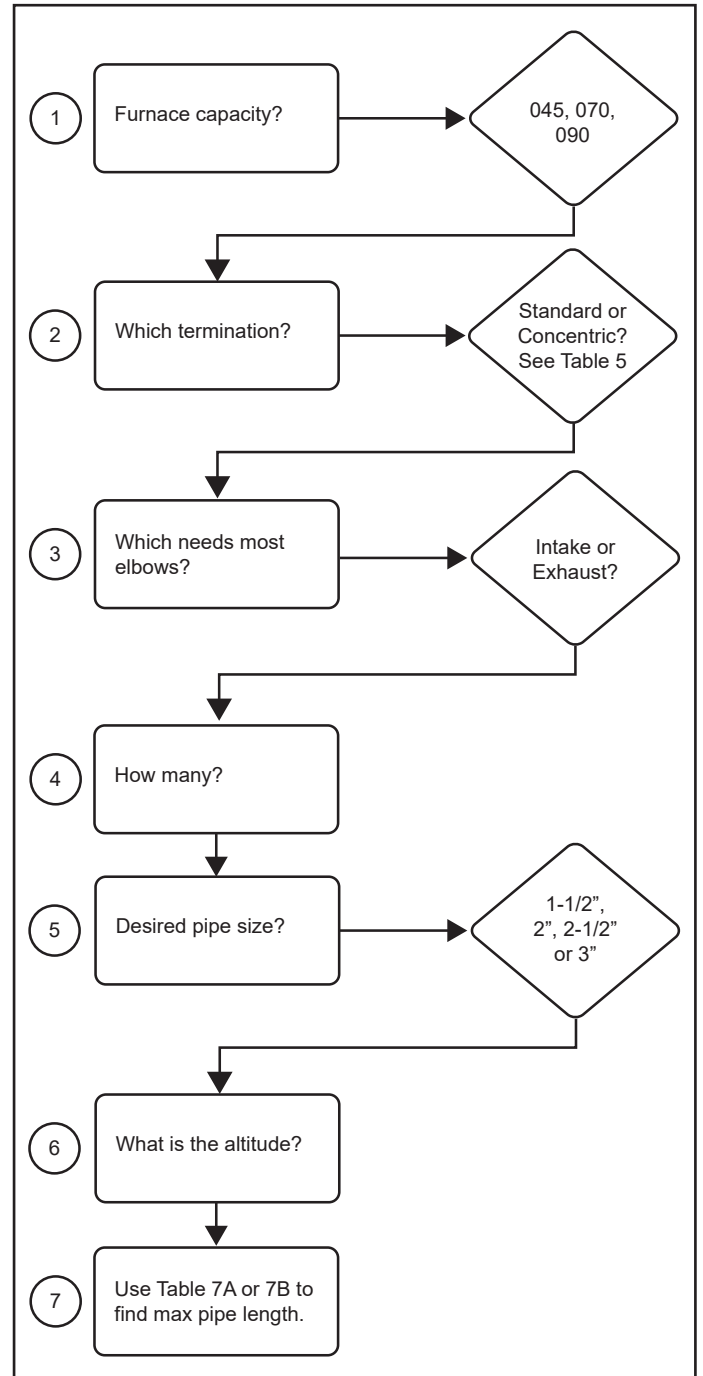 1
Furnace capacity?
045, 070,
090
2
Which termination?
Standard or
Concentric?
See Table 5
3
Which needs most
elbows?
Intake or
Exhaust?
4
How many?
5
Desired pipe size?
1-1/2”,
2”, 2-1/2”
or 3”
6
What is the altitude?
7
Use Table 7A or 7B to
find max pipe length.